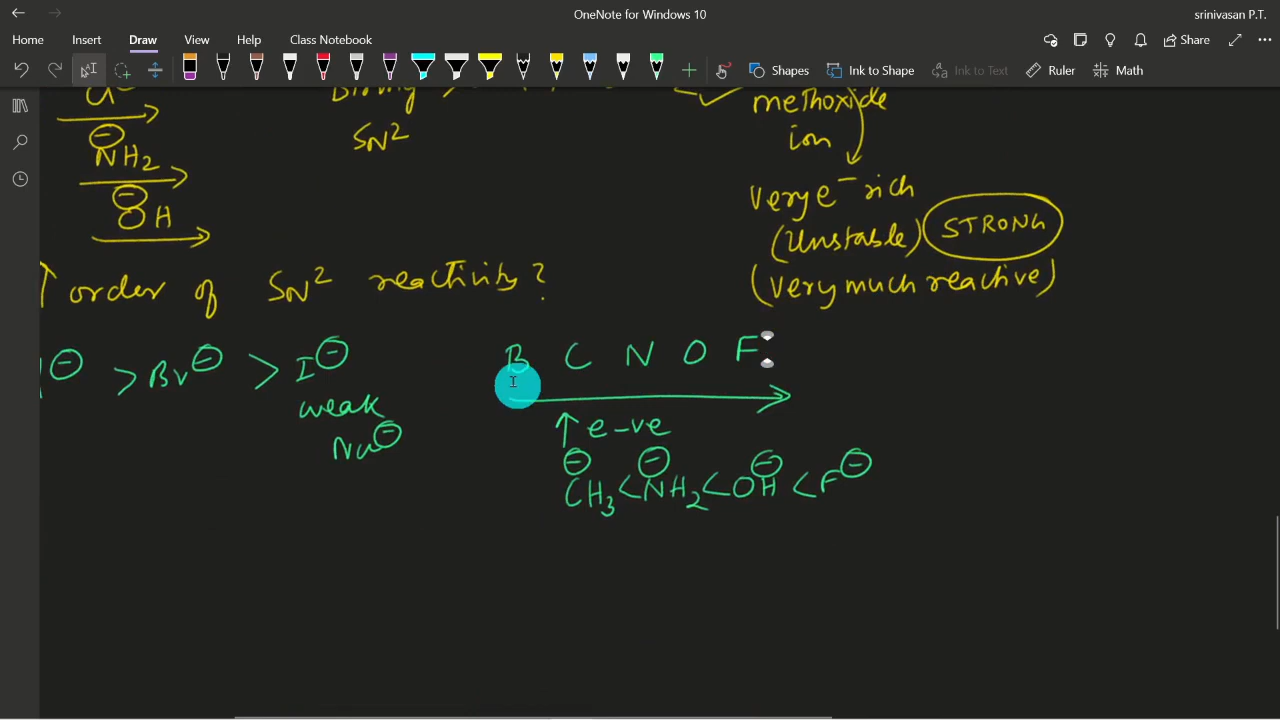 OneNote for Windows 10
srinivasan P.T.
Home Insert Draw View Help Class Notebook
Share
Shapes Ink to Shape Ink to Text Ruler Math
methoxide
ion
Very e⁻ rich
(Unstable) STRONG
(Very much reactive)
SN²
NH₂⊖
OH⊖
↑ order of SN² reactivity?
> Br⊖ > I⊖
weak
Nu⊖
B C N O F
↑ e-ve
CH₃⊖ < NH₂⊖ < OH⊖ < F⊖